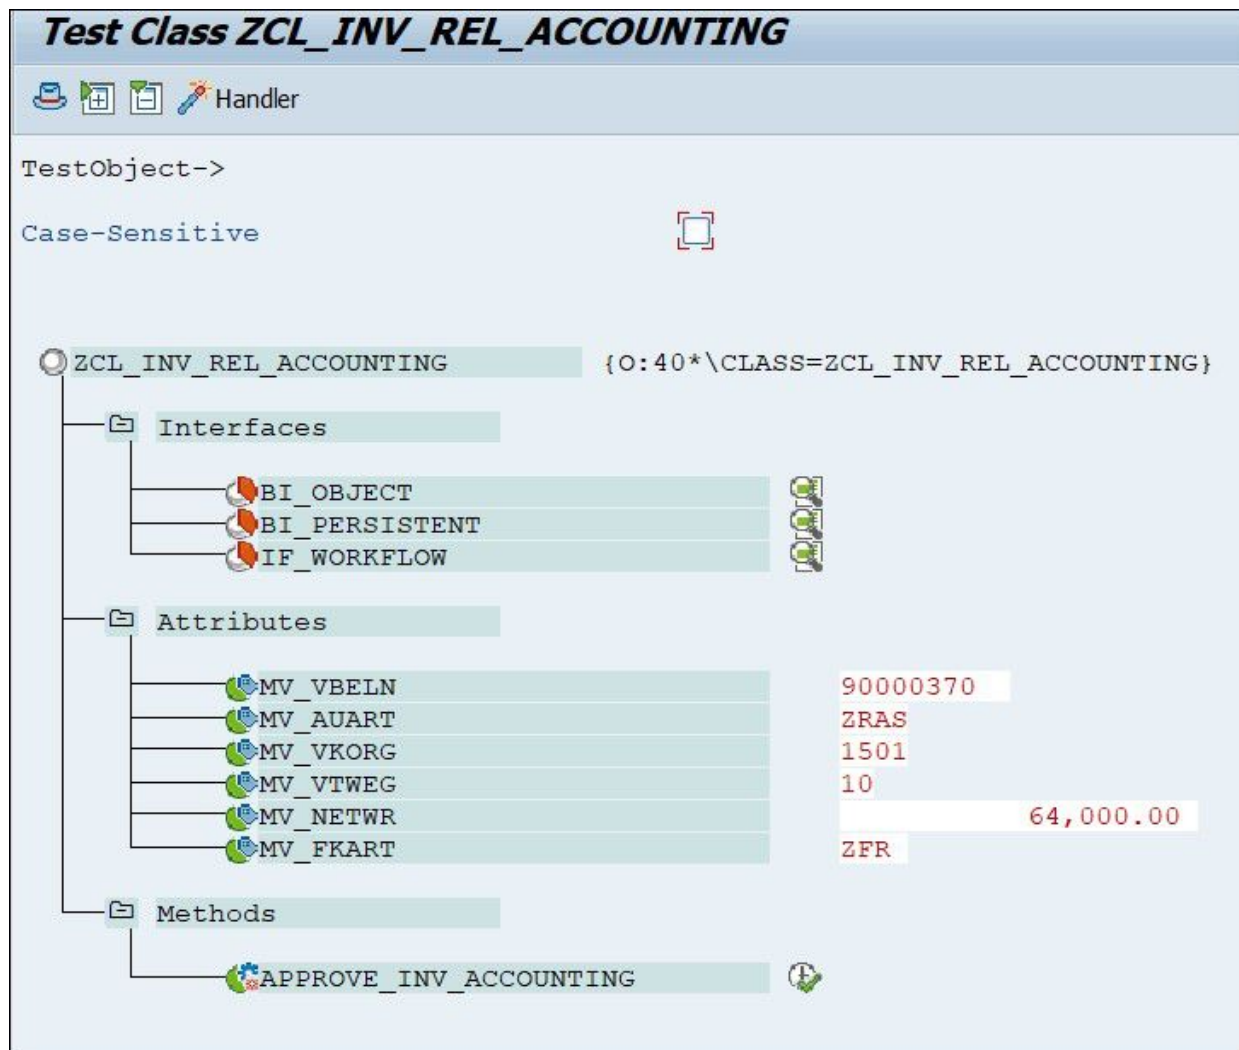 Test Class ZCL_INV_REL_ACCOUNTING
Handler
TestObject->
Case-Sensitive
ZCL_INV_REL_ACCOUNTING {O:40*\CLASS=ZCL_INV_REL_ACCOUNTING}
Interfaces
BI_OBJECT
BI_PERSISTENT
IF_WORKFLOW
Attributes
MV_VBELN 90000370
MV_AUART ZRAS
MV_VKORG 1501
MV_VTWEG 10
MV_NETWR 64,000.00
MV_FKART ZFR
Methods
APPROVE_INV_ACCOUNTING